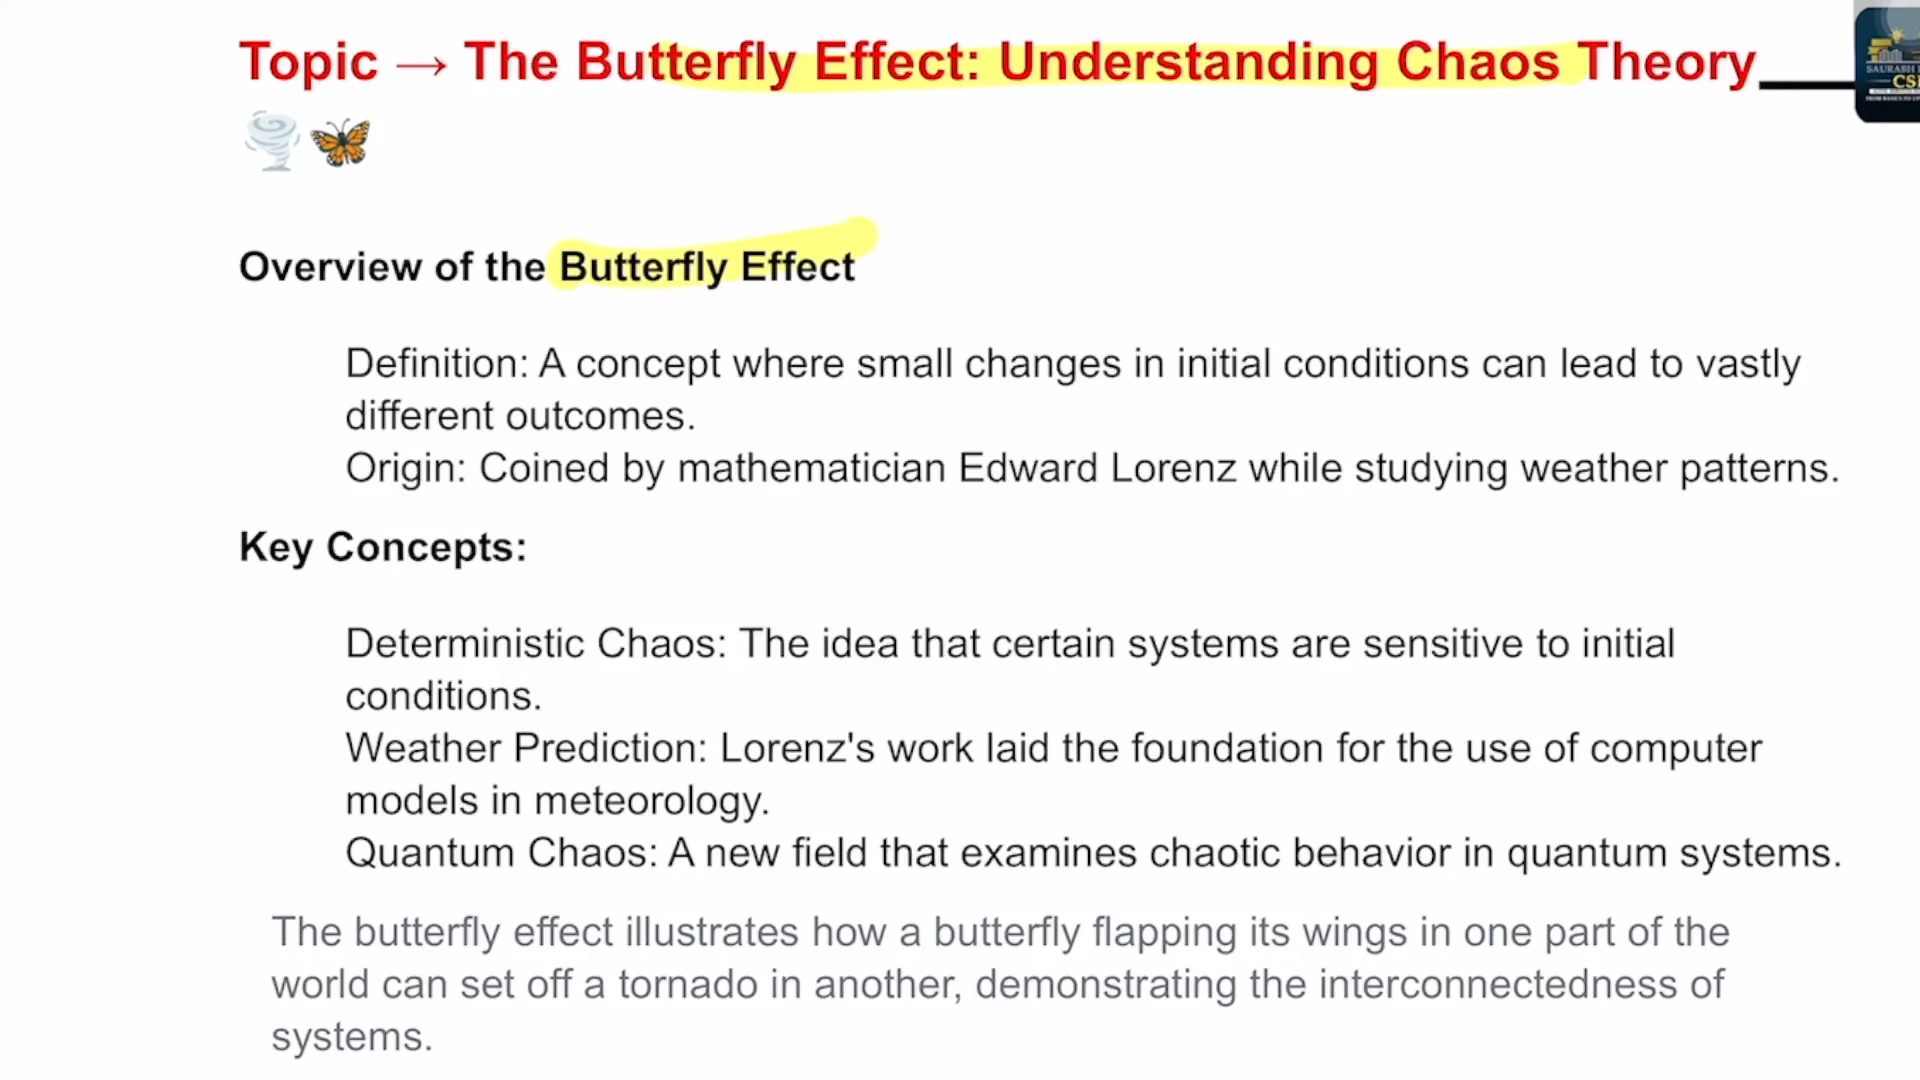 Topic → The Butterfly Effect: Understanding Chaos Theory
Overview of the Butterfly Effect
Definition: A concept where small changes in initial conditions can lead to vastly
different outcomes.
Origin: Coined by mathematician Edward Lorenz while studying weather patterns.
Key Concepts:
Deterministic Chaos: The idea that certain systems are sensitive to initial
conditions.
Weather Prediction: Lorenz's work laid the foundation for the use of computer
models in meteorology.
Quantum Chaos: A new field that examines chaotic behavior in quantum systems.
The butterfly effect illustrates how a butterfly flapping its wings in one part of the
world can set off a tornado in another, demonstrating the interconnectedness of
systems.
SAURABH